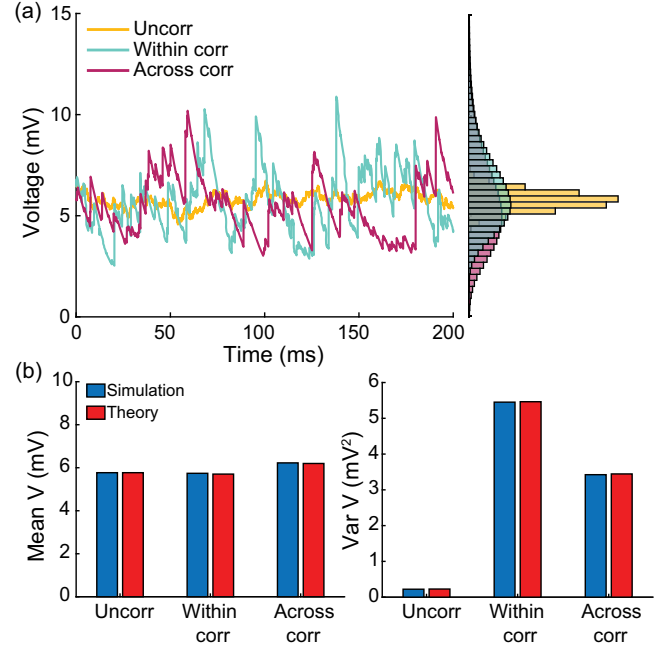 (a)
Uncorr
Within corr
Across corr
Voltage (mV)
15
10
5
0
0 50 100 150 200
Time (ms)
(b)
Simulation
Theory
Mean V (mV)
10
8
6
4
2
0
Uncorr Within corr Across corr
Var V (mV²)
6
5
4
3
2
1
0
Uncorr Within corr Across corr